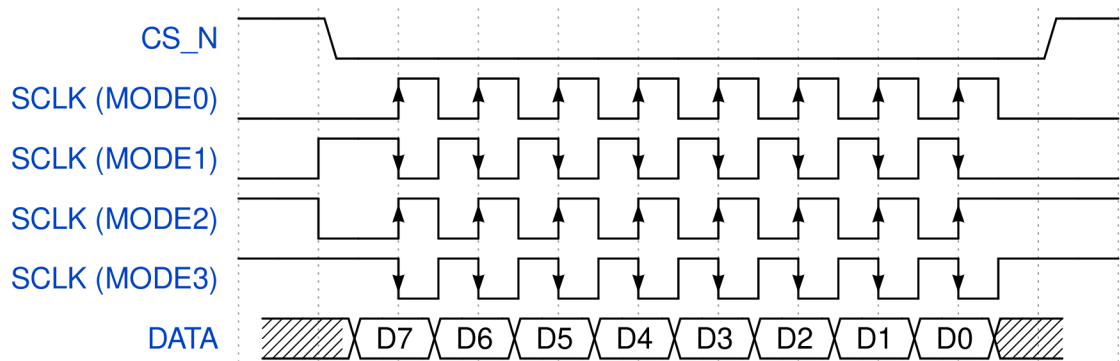 CS_N
SCLK (MODE0)
SCLK (MODE1)
SCLK (MODE2)
SCLK (MODE3)
DATA D7 D6 D5 D4 D3 D2 D1 D0